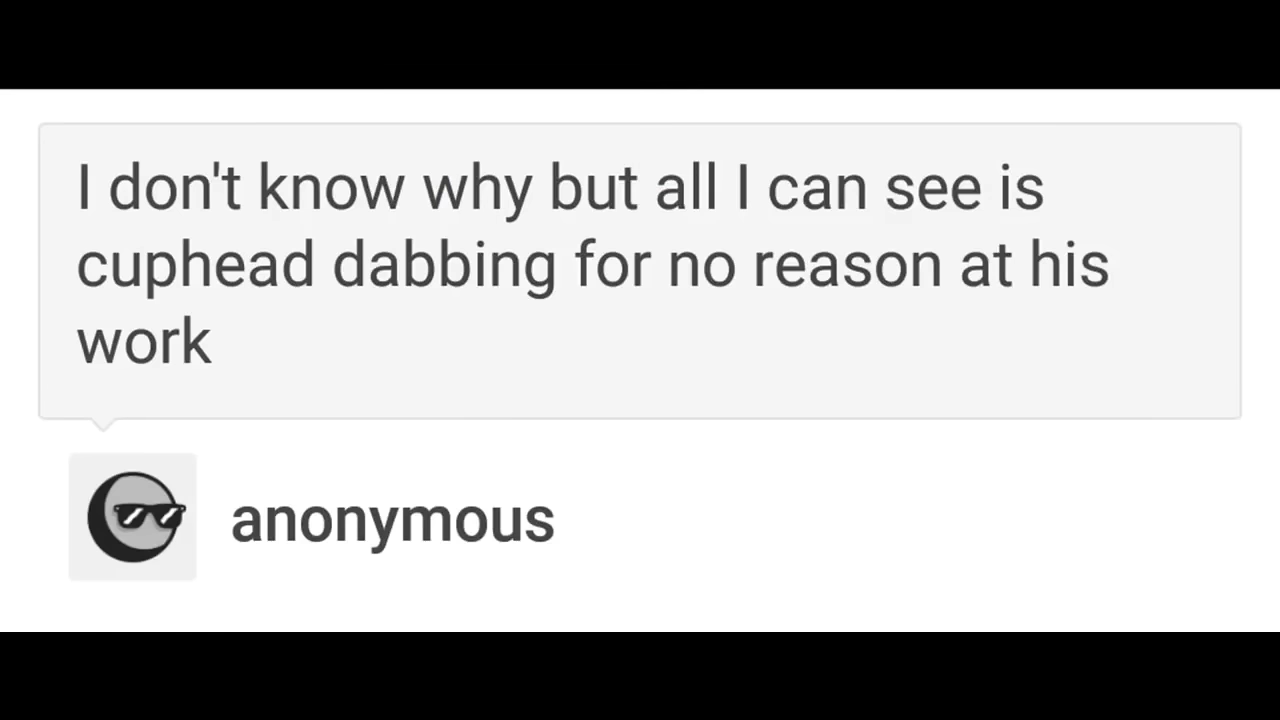 I don't know why but all I can see is
cuphead dabbing for no reason at his
work
anonymous